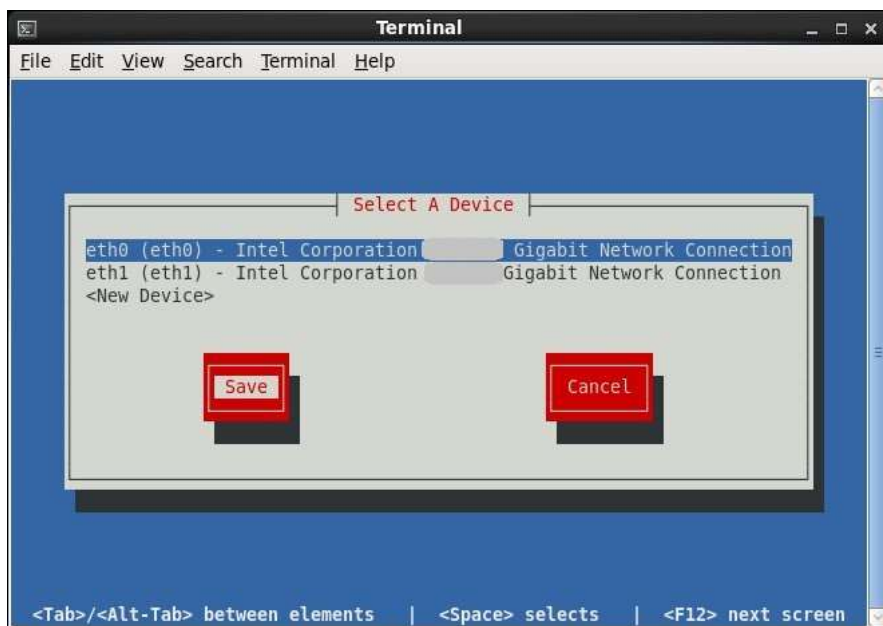 Terminal
File Edit View Search Terminal Help
Select A Device
eth0 (eth0) - Intel Corporation Gigabit Network Connection
eth1 (eth1) - Intel Corporation Gigabit Network Connection
<New Device>
Save Cancel
<Tab>/<Alt-Tab> between elements | <Space> selects | <F12> next screen